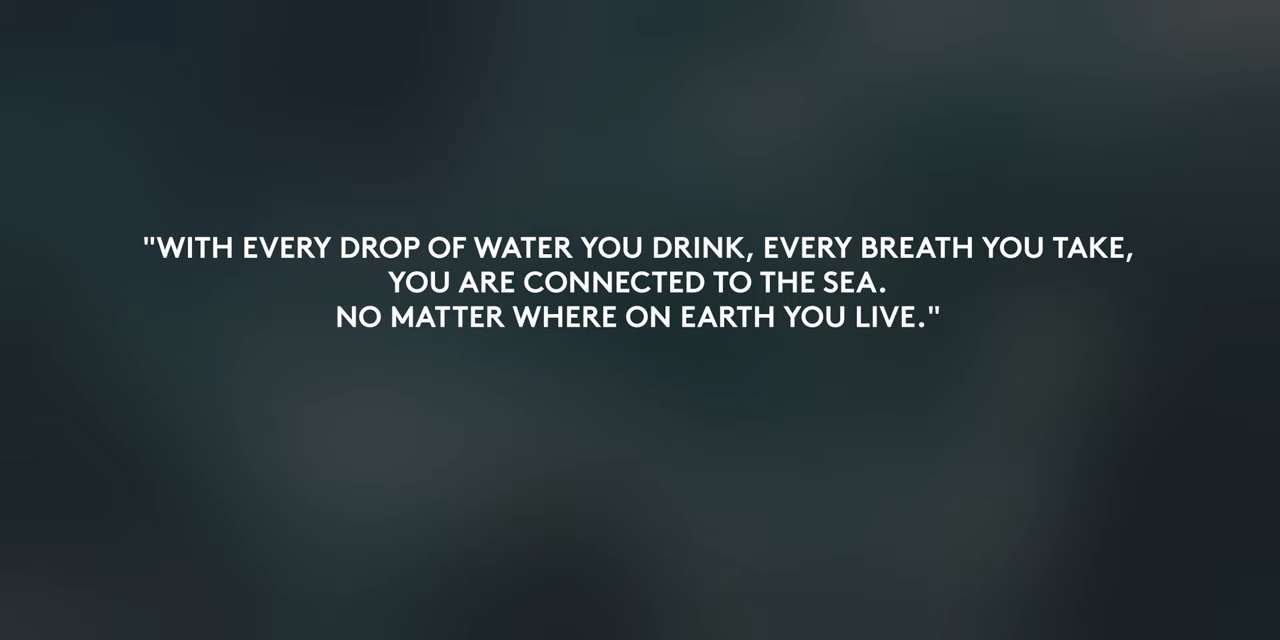 "WITH EVERY DROP OF WATER YOU DRINK, EVERY BREATH YOU TAKE,
YOU ARE CONNECTED TO THE SEA.
NO MATTER WHERE ON EARTH YOU LIVE."